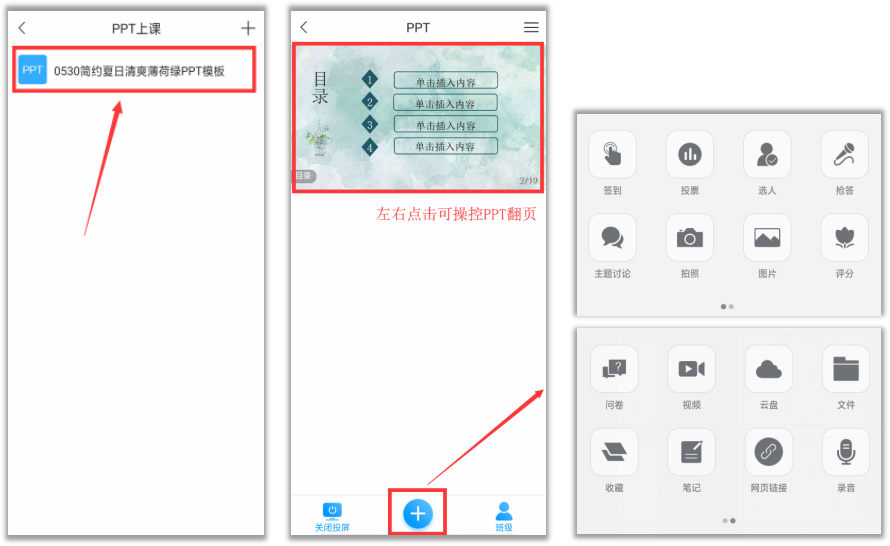 PPT上课
PPT
0530简约夏日清爽薄荷绿PPT模板
PPT
目录
1 单击插入内容
2 单击插入内容
3 单击插入内容
4 单击插入内容
目录
2/19
左右点击可操控PPT翻页
关闭投屏
班级
签到 投票 选人 抢答
主题讨论 拍照 图片 评分
问卷 视频 云盘 文件
收藏 笔记 网页链接 录音